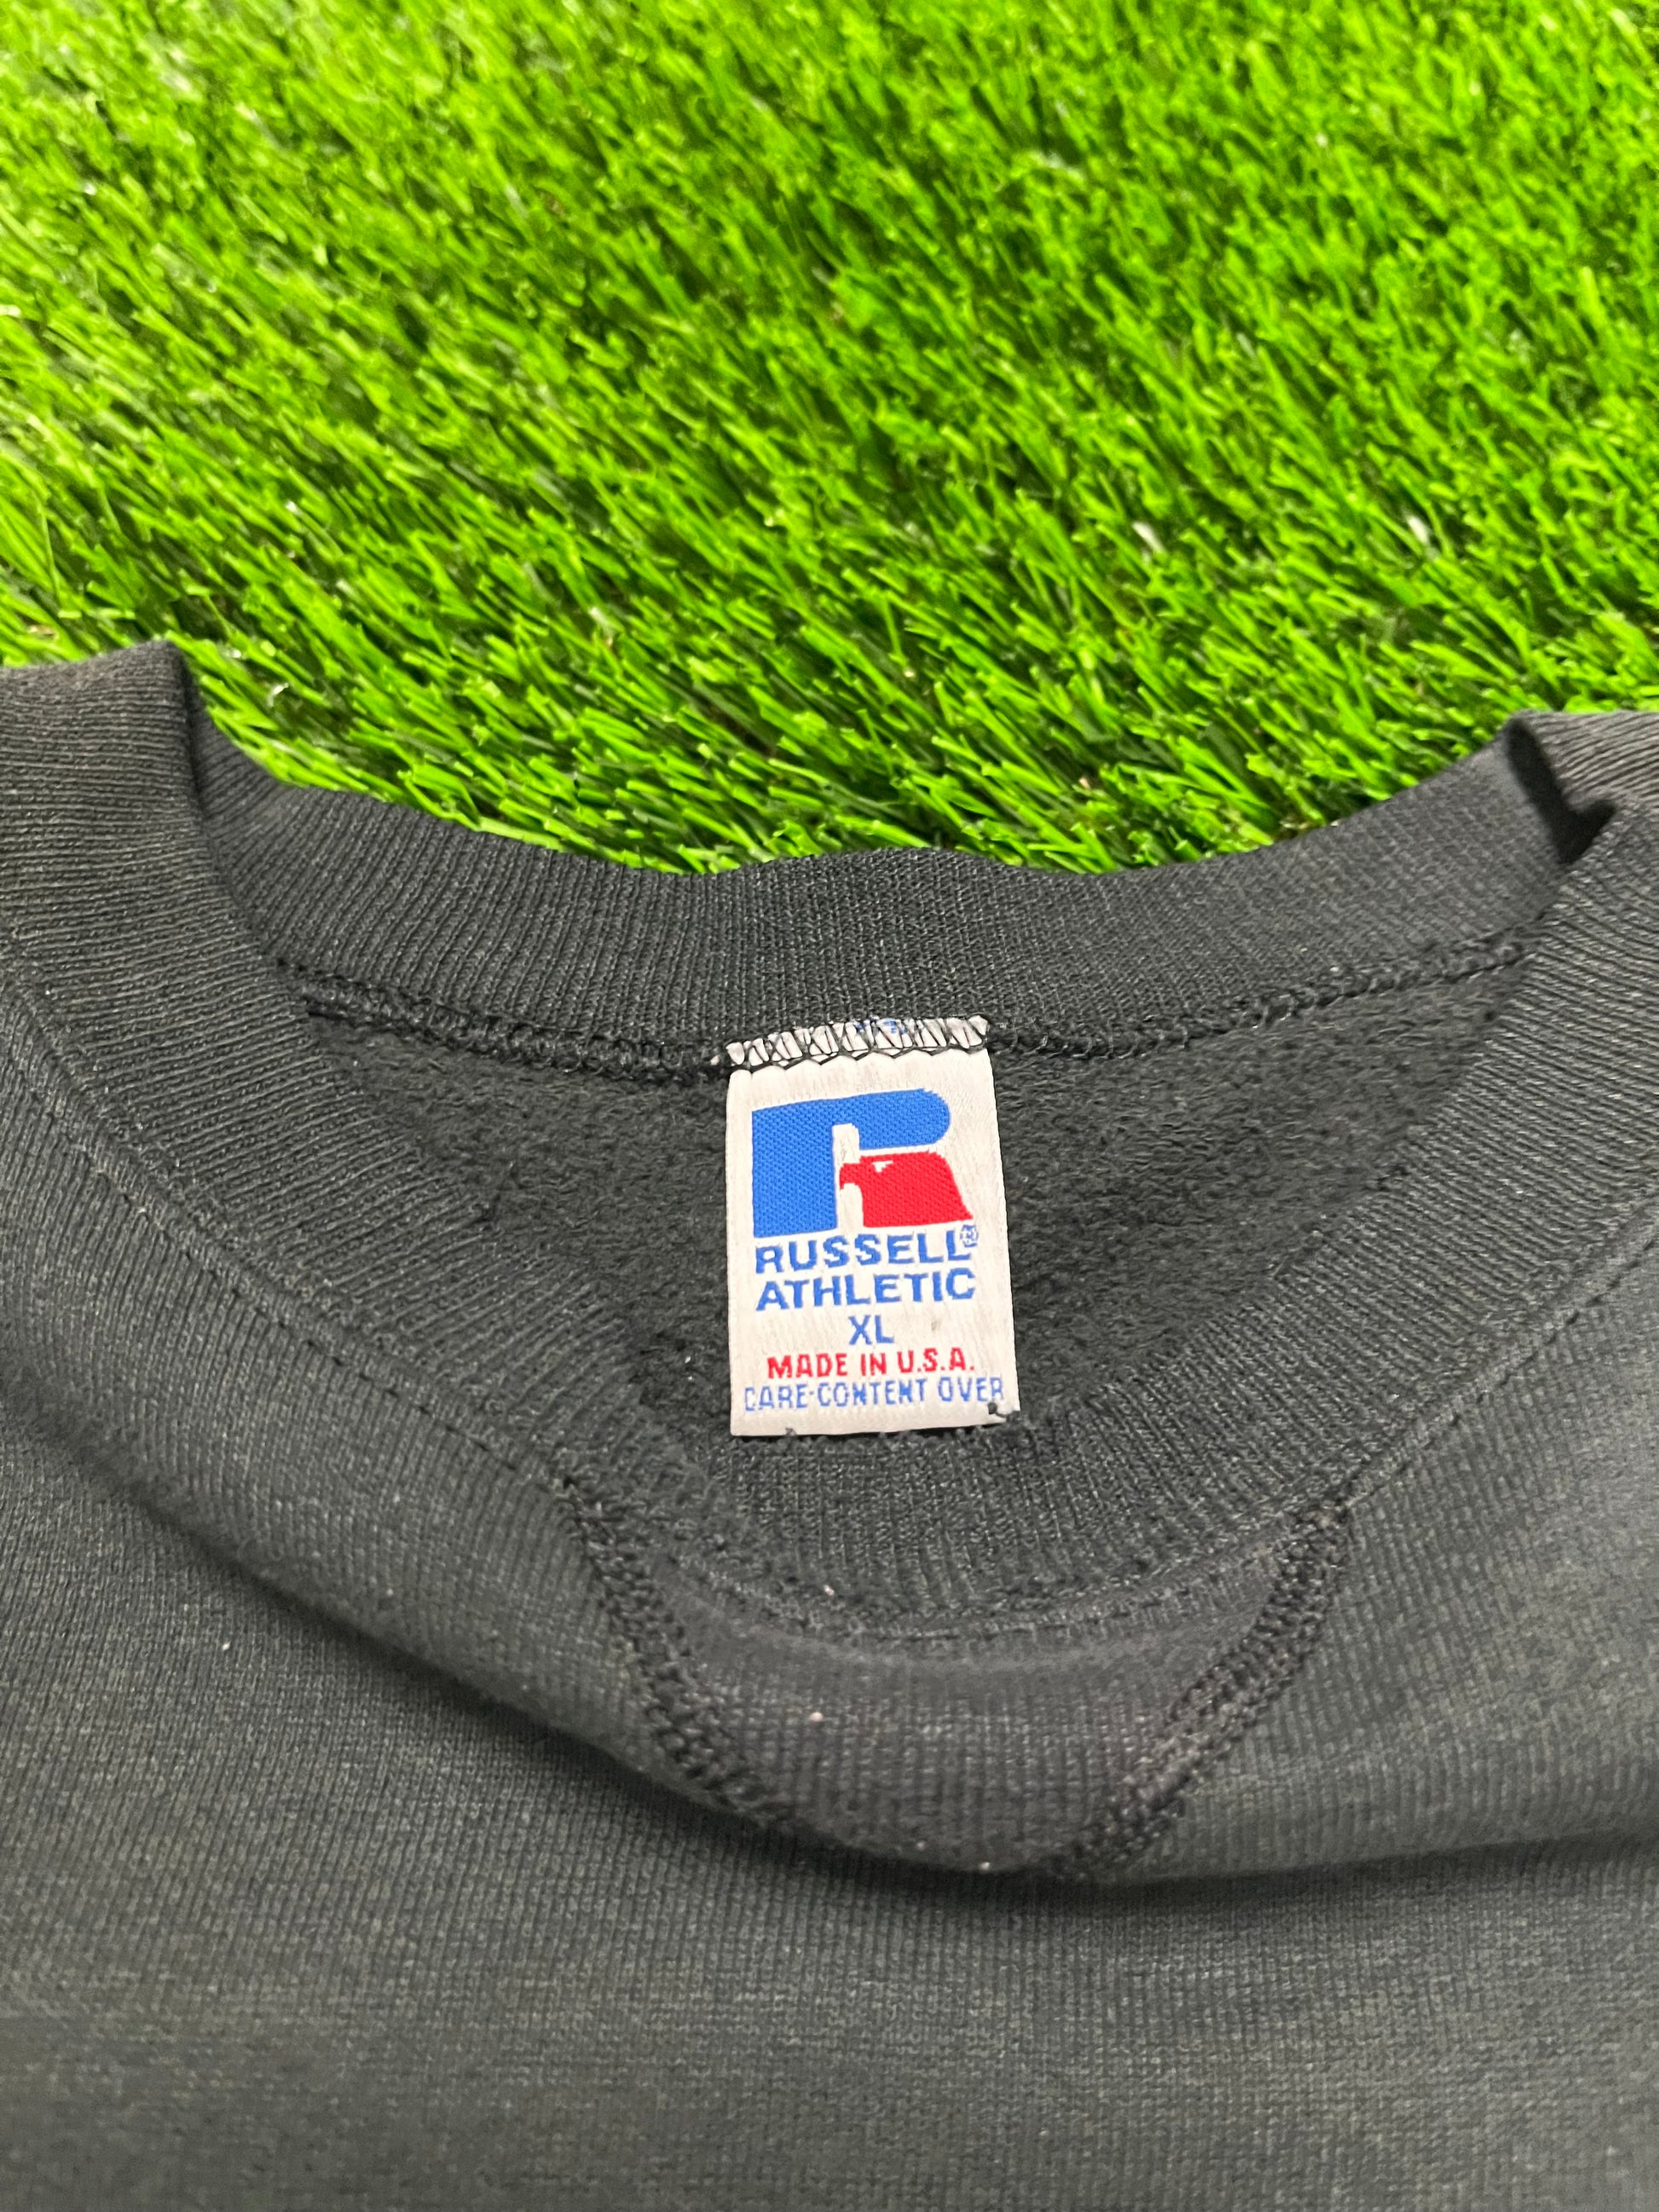 RUSSELL®
ATHLETIC
XL
MADE IN U.S.A.
CARE-CONTENT OVER